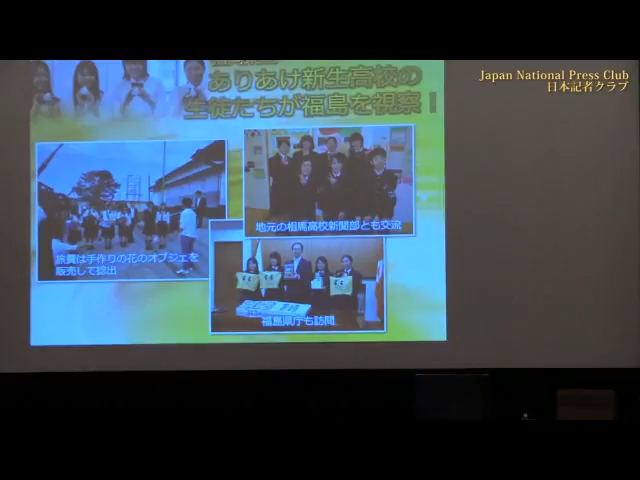 Japan National Press Club
日本記者クラブ
ありあけ新生高校の
生徒たちが福島を視察！
地元の相馬高校新聞部とも交流
旅費は手作りの花のオブジェを
販売して捻出
福島県庁も訪問